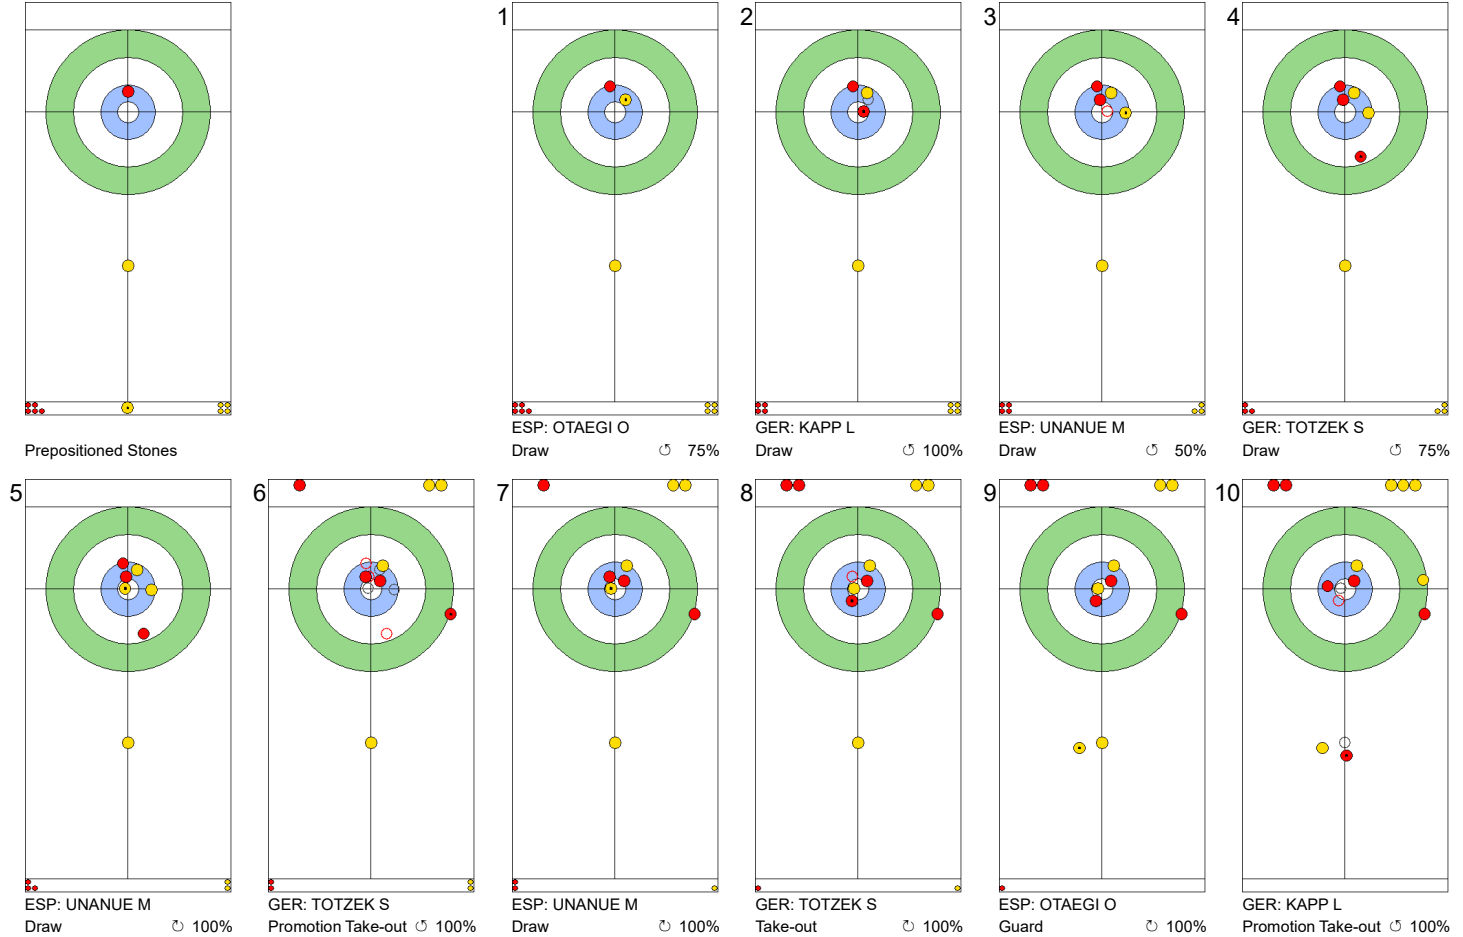 1
2
3
4
Prepositioned Stones
ESP: OTAEGI O
Draw ↺ 75%
GER: KAPP L
Draw ↺ 100%
ESP: UNANUE M
Draw ↺ 50%
GER: TOTZEK S
Draw ↺ 75%
5
6
7
8
9
10
ESP: UNANUE M
Draw ↻ 100%
GER: TOTZEK S
Promotion Take-out ↺ 100%
ESP: UNANUE M
Draw ↻ 100%
GER: TOTZEK S
Take-out ↻ 100%
ESP: OTAEGI O
Guard ↻ 100%
GER: KAPP L
Promotion Take-out ↺ 100%